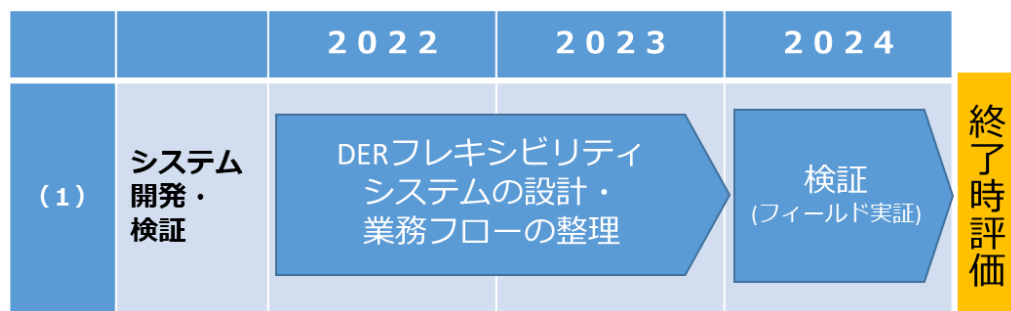 ２０２２
２０２３
２０２４
（１）
システム
開発・
検証
DERフレキシビリティ
システムの設計・
業務フローの整理
検証
(フィールド実証)
終了時評価